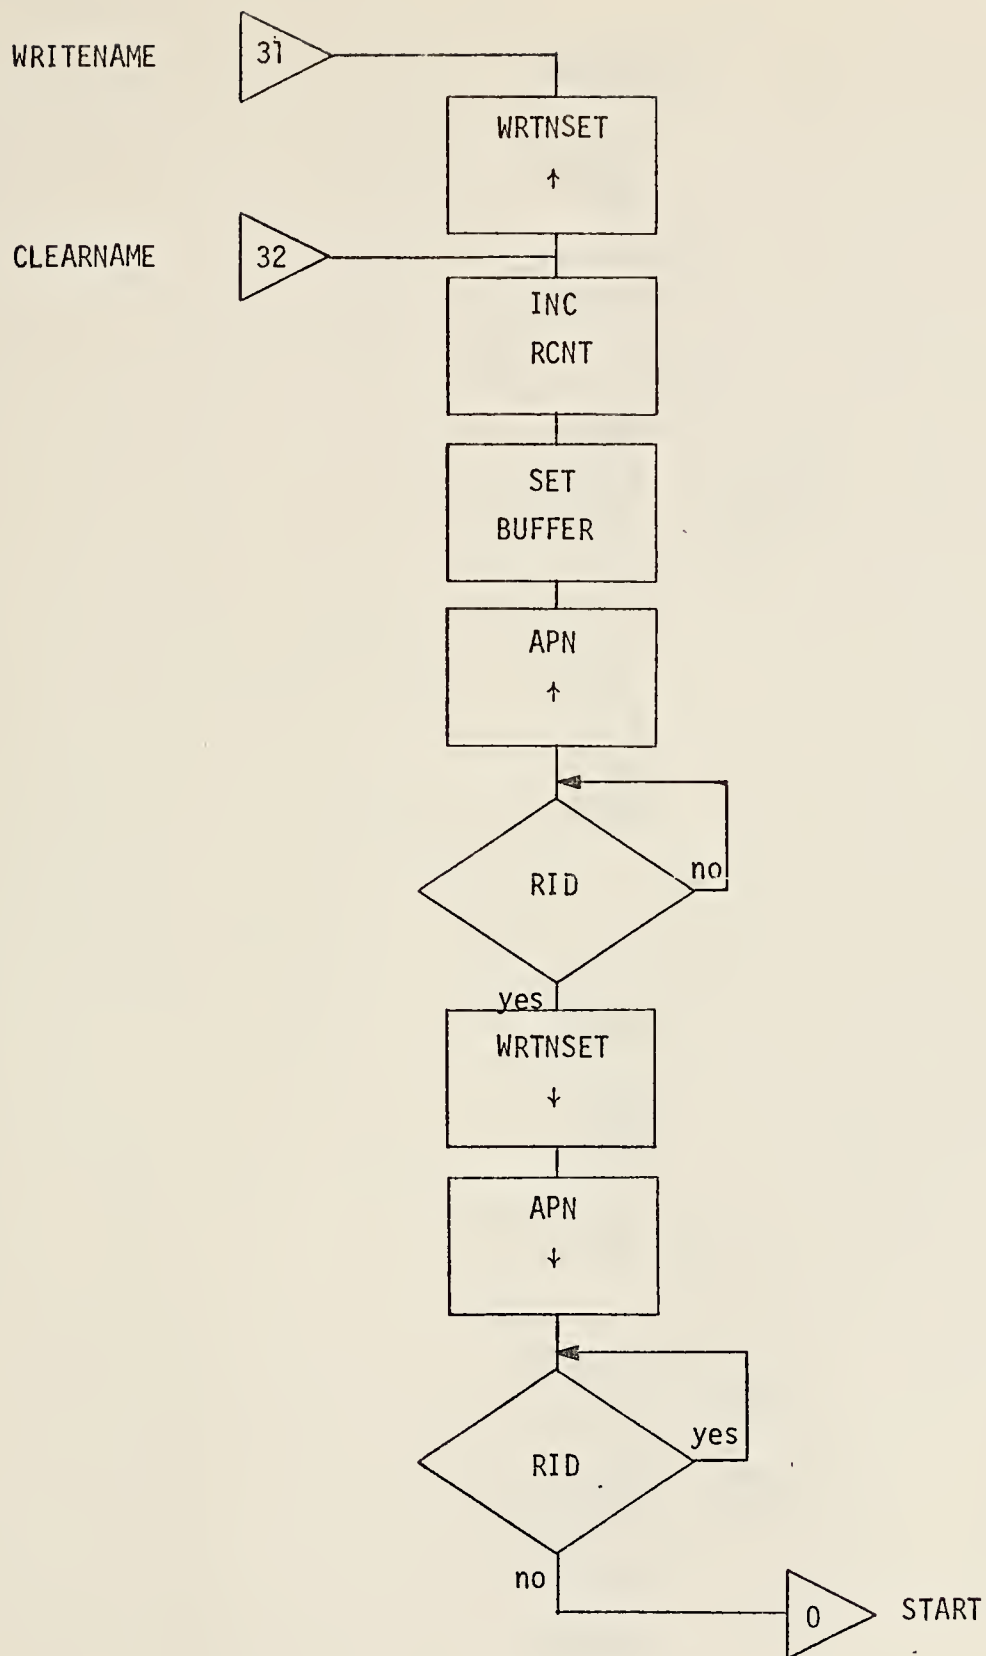 WRITENAME 31
WRTNSET
↑
CLEARNAME 32
INC
RCNT
SET
BUFFER
APN
↑
RID
no
yes
WRTNSET
↓
APN
↓
RID
yes
no
0 START